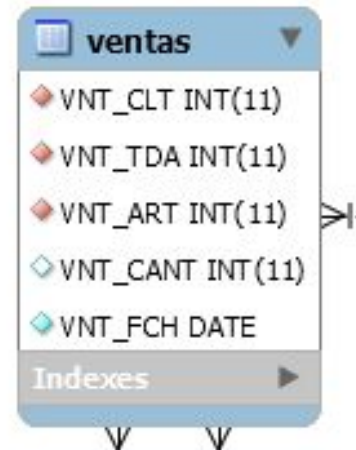 ventas
VNT_CLT INT(11)
VNT_TDA INT(11)
VNT_ART INT(11)
VNT_CANT INT(11)
VNT_FCH DATE
Indexes